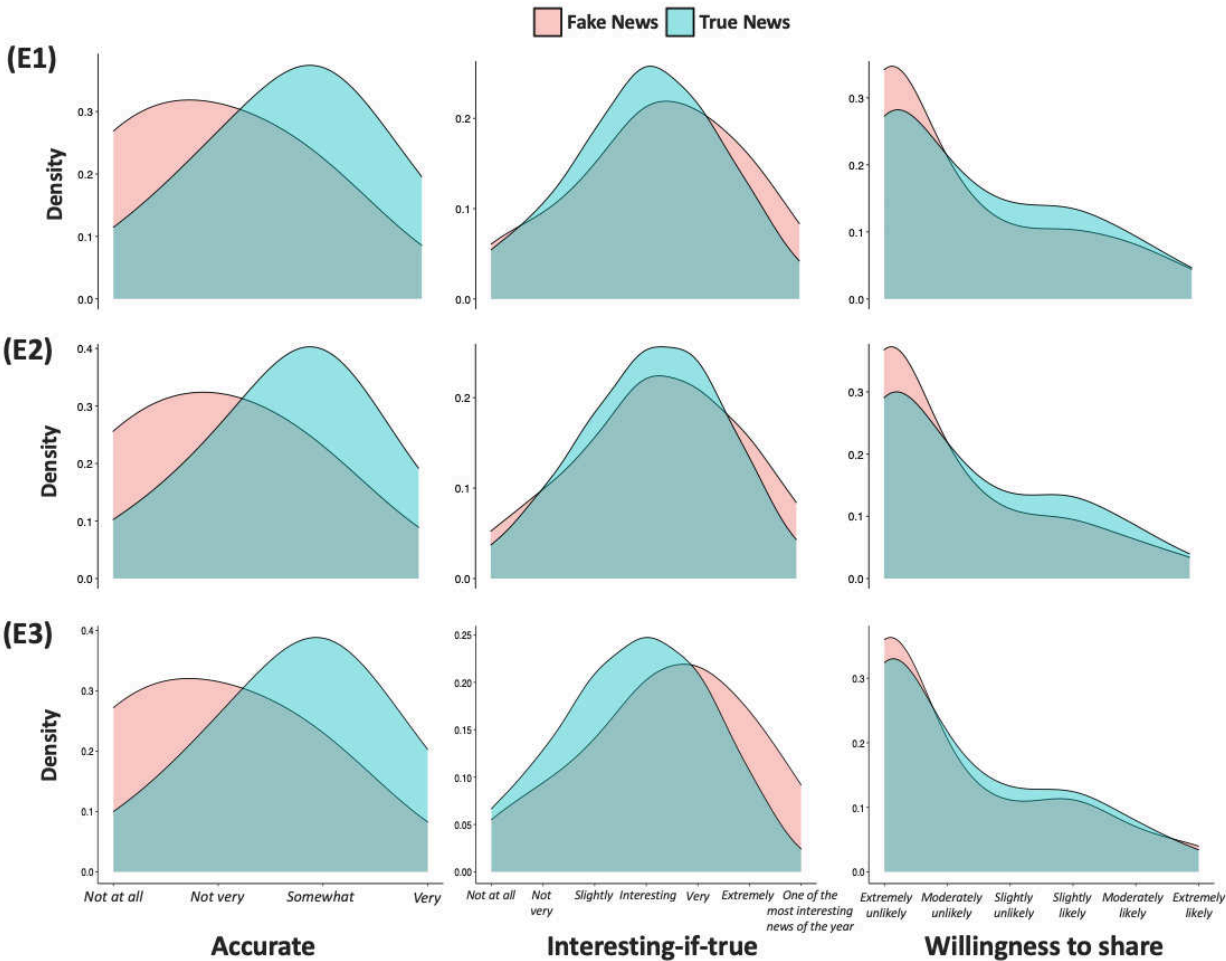 Fake News True News
(E1)
Density
0.3
0.2
0.1
0.0
0.2
0.1
0.0
0.3
0.2
0.1
0.0
(E2)
Density
0.4
0.3
0.2
0.1
0.0
0.2
0.1
0.0
0.3
0.2
0.1
0.0
(E3)
Density
0.4
0.3
0.2
0.1
0.0
0.25
0.20
0.15
0.10
0.05
0.00
0.3
0.2
0.1
0.0
Not at all Not very Somewhat Very
Accurate
Not at all Not Slightly Interesting Very Extremely One of the
very most interesting
news of the year
Interesting-if-true
Extremely Moderately Slightly Slightly Moderately Extremely
unlikely unlikely unlikely likely likely likely
Willingness to share